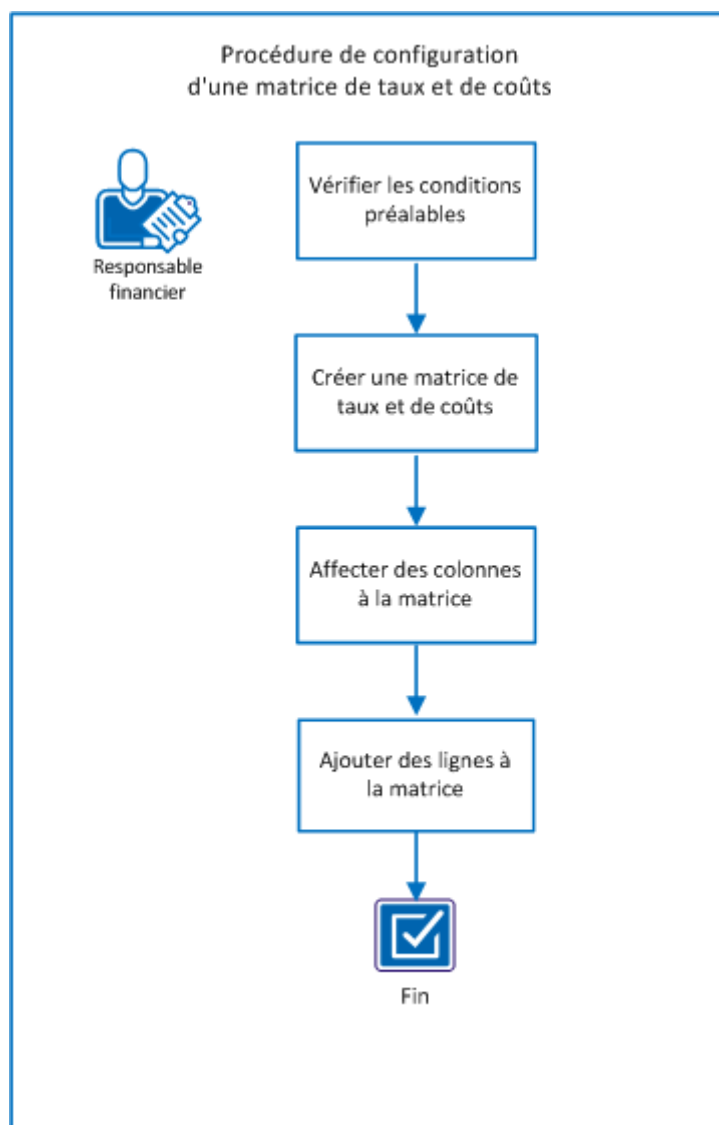 Procédure de configuration
d'une matrice de taux et de coûts
Responsable
financier
Vérifier les conditions
préalables
Créer une matrice de
taux et de coûts
Affecter des colonnes
à la matrice
Ajouter des lignes à
la matrice
Fin